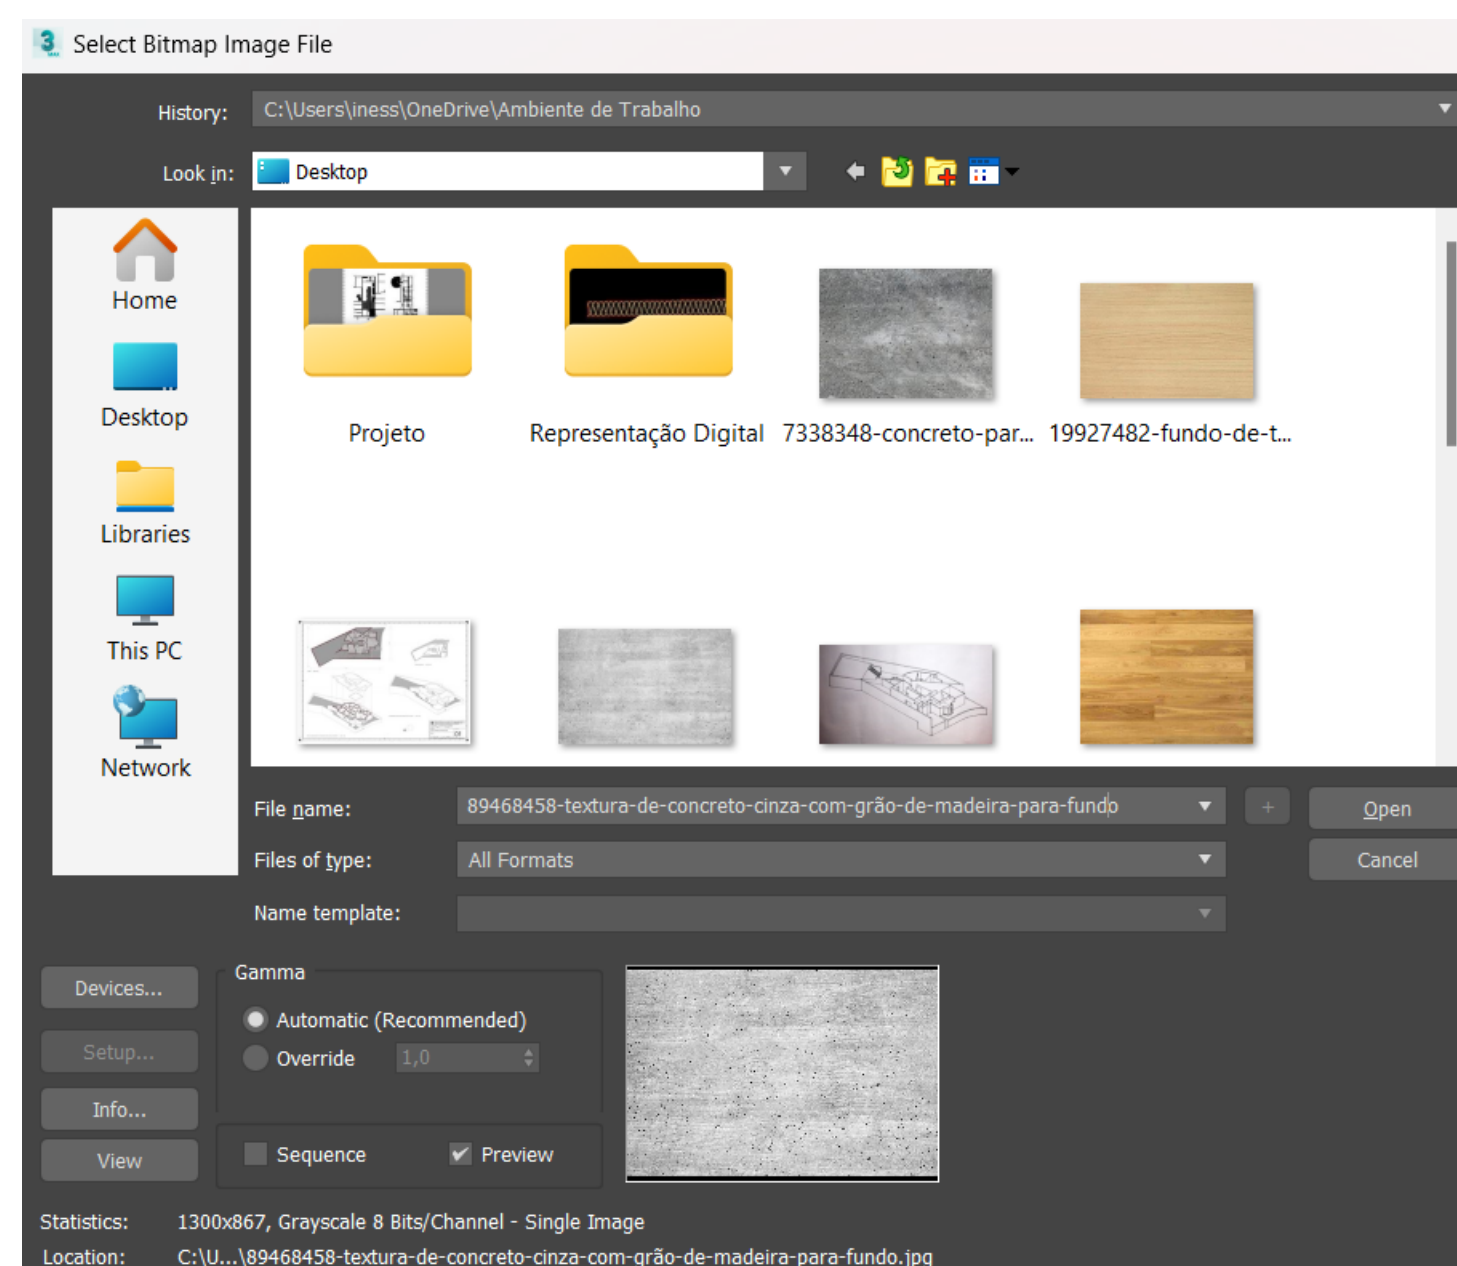 Select Bitmap Image File
History: C:\Users\iness\OneDrive\Ambiente de Trabalho
Look in: Desktop
Home
Desktop
Libraries
This PC
Network
Projeto Representação Digital 7338348-concreto-par... 19927482-fundo-de-t...
File name: 89468458-textura-de-concreto-cinza-com-grão-de-madeira-para-fundo + Open
Files of type: All Formats Cancel
Name template:
Devices...
Setup...
Info...
View
Gamma
Automatic (Recommended)
Override 1,0
Sequence Preview
Statistics: 1300x867, Grayscale 8 Bits/Channel - Single Image
Location: C:\U...\89468458-textura-de-concreto-cinza-com-grão-de-madeira-para-fundo.jpg